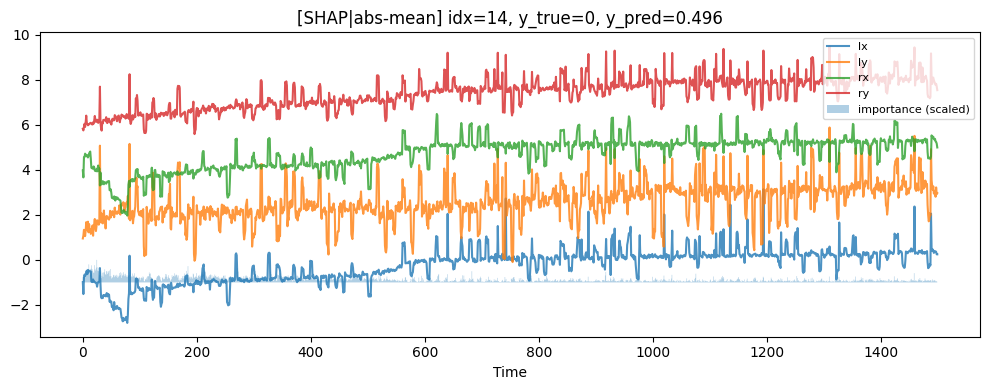 [SHAP|abs-mean] idx=14, y_true=0, y_pred=0.496
10
8
6
4
2
0
−2
lx
ly
rx
ry
importance (scaled)
0 200 400 600 800 1000 1200 1400
Time